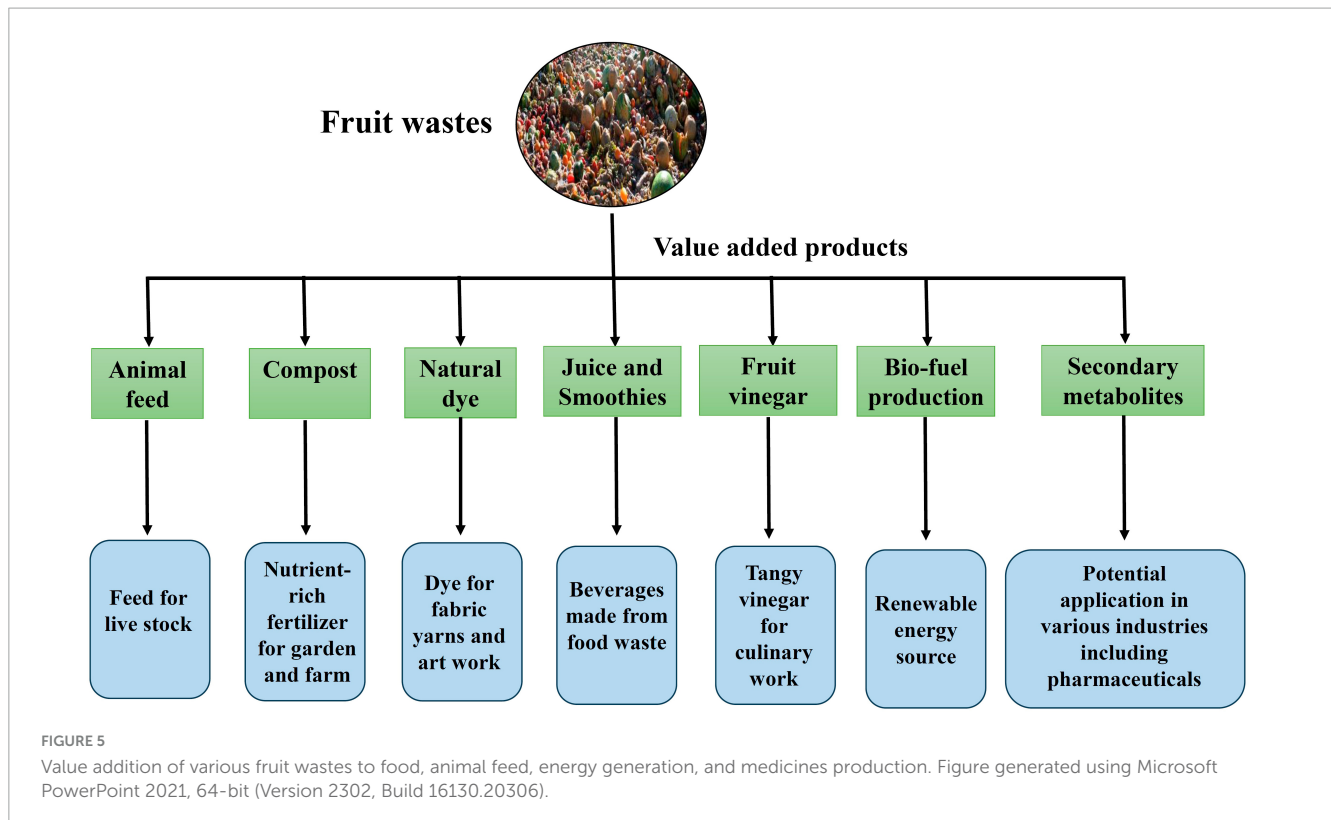 Fruit wastes
Value added products
Animal
feed
Compost
Natural
dye
Juice and
Smoothies
Fruit
vinegar
Bio-fuel
production
Secondary
metabolites
Feed for
live stock
Nutrient-
rich
fertilizer
for garden
and farm
Dye for
fabric
yarns and
art work
Beverages
made from
food waste
Tangy
vinegar
for
culinary
work
Renewable
energy
source
Potential
application in
various industries
including
pharmaceuticals
FIGURE 5
Value addition of various fruit wastes to food, animal feed, energy generation, and medicines production. Figure generated using Microsoft
PowerPoint 2021, 64-bit (Version 2302, Build 16130.20306).